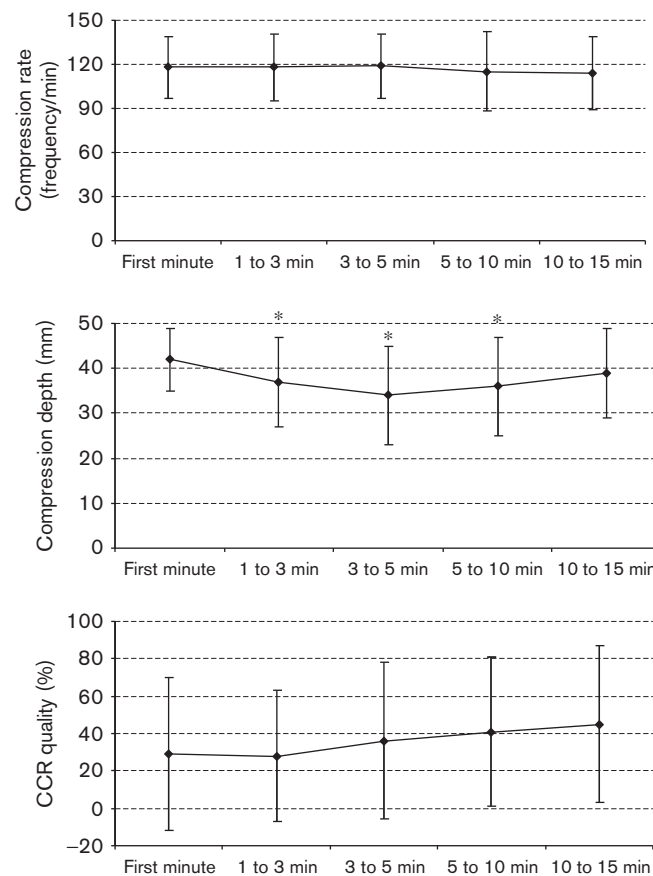 Compression rate
(frequency/min)
150
120
90
60
30
0
First minute 1 to 3 min 3 to 5 min 5 to 10 min 10 to 15 min
Compression depth (mm)
50
40
30
20
10
0
* * *
First minute 1 to 3 min 3 to 5 min 5 to 10 min 10 to 15 min
CCR quality (%)
100
80
60
40
20
0
−20
First minute 1 to 3 min 3 to 5 min 5 to 10 min 10 to 15 min